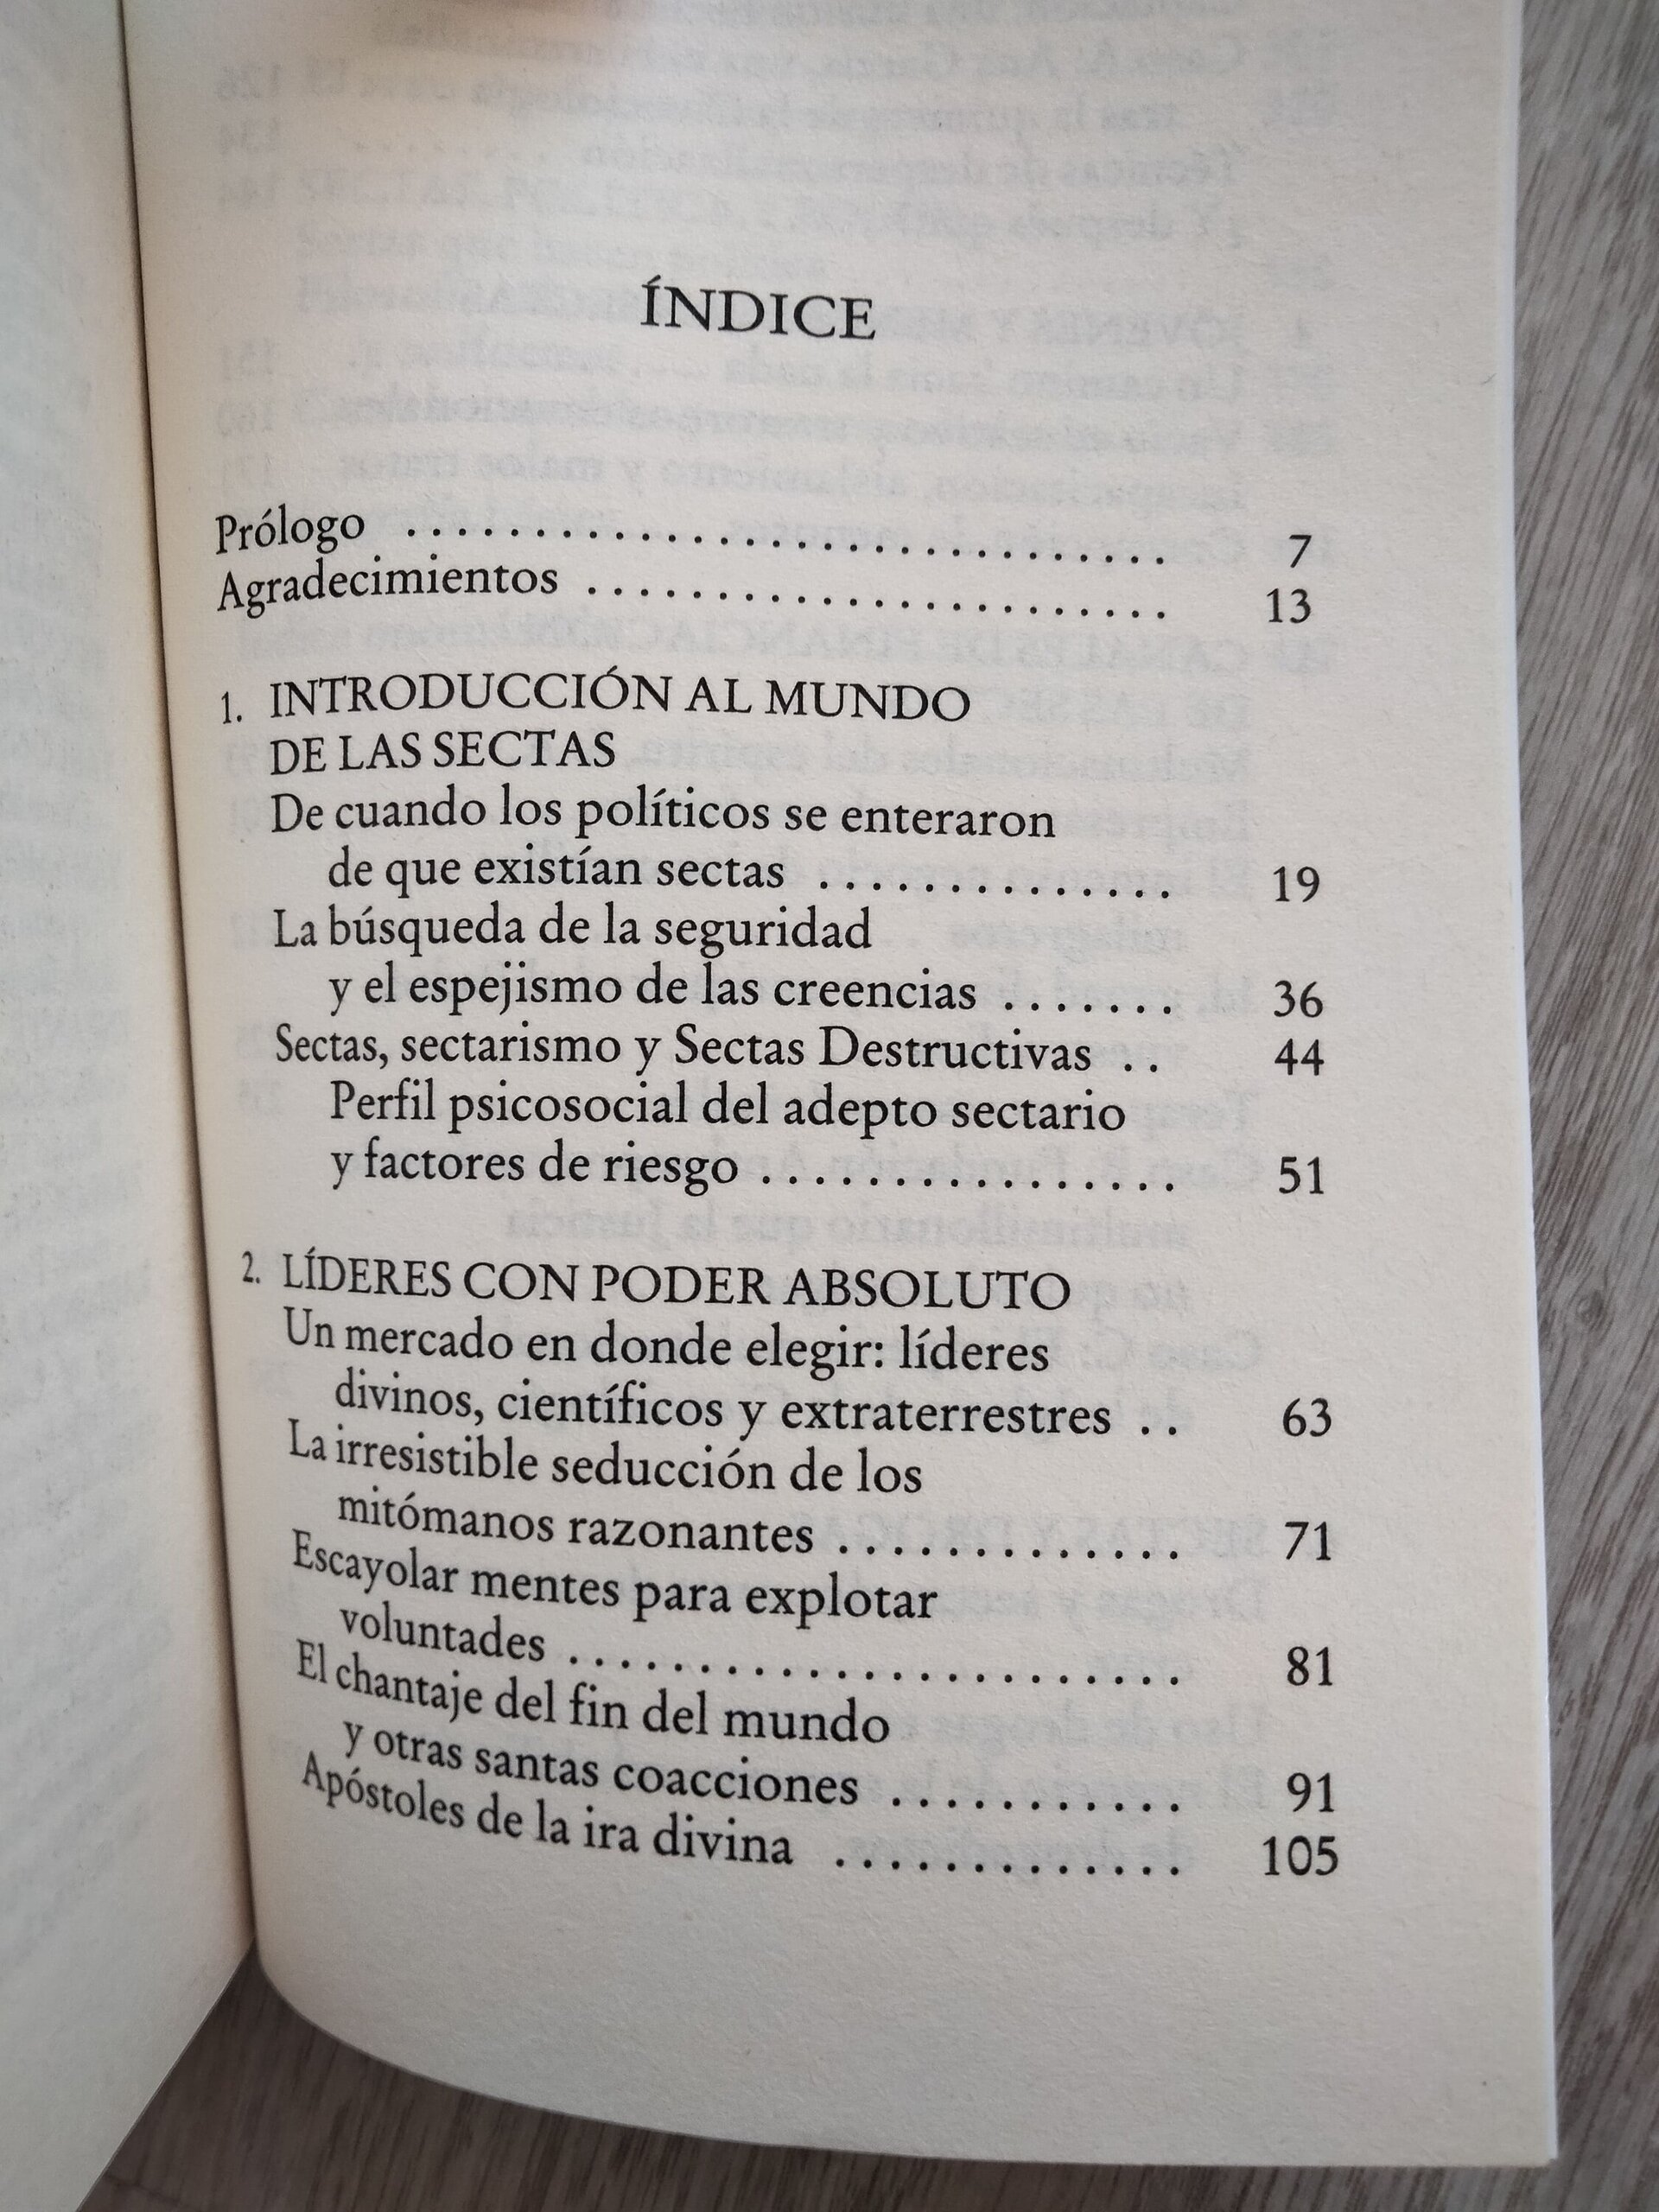 ÍNDICE
Prólogo . . . . . . . . . . . . . . . . . . . . . . . . . . . . . 7
Agradecimientos . . . . . . . . . . . . . . . . . . . . . . 13
1. INTRODUCCIÓN AL MUNDO
DE LAS SECTAS
De cuando los políticos se enteraron
de que existían sectas . . . . . . . . . . . . . . 19
La búsqueda de la seguridad
y el espejismo de las creencias . . . . . . . 36
Sectas, sectarismo y Sectas Destructivas . . 44
Perfil psicosocial del adepto sectario
y factores de riesgo . . . . . . . . . . . . . . . . 51
2. LÍDERES CON PODER ABSOLUTO
Un mercado en donde elegir: líderes
divinos, científicos y extraterrestres . . 63
La irresistible seducción de los
mitómanos razonantes . . . . . . . . . . . . . 71
Escayolar mentes para explotar
voluntades . . . . . . . . . . . . . . . . . . . . . . . . 81
El chantaje del fin del mundo
y otras santas coacciones . . . . . . . . . . . 91
Apóstoles de la ira divina . . . . . . . . . . . . . . 105